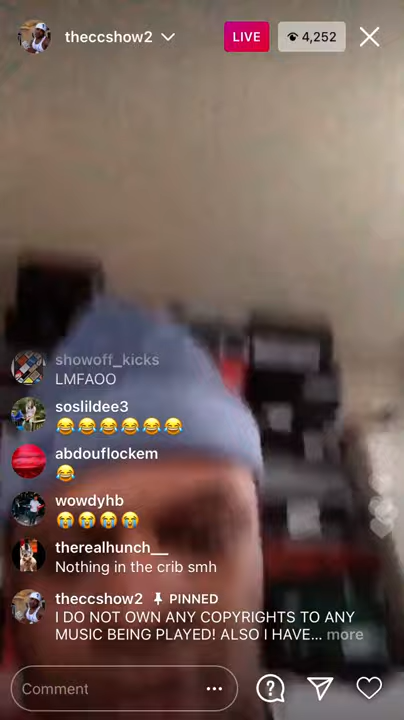 theccshow2
LIVE
4,252
showoff_kicks
LMFAOO
soslildee3
😂😂😂😂😂😂
abdouflockem
😂
wowdyhb
😭😭😭😭
therealhunch__
Nothing in the crib smh
theccshow2 📌 PINNED
I DO NOT OWN ANY COPYRIGHTS TO ANY
MUSIC BEING PLAYED! ALSO I HAVE... more
Comment